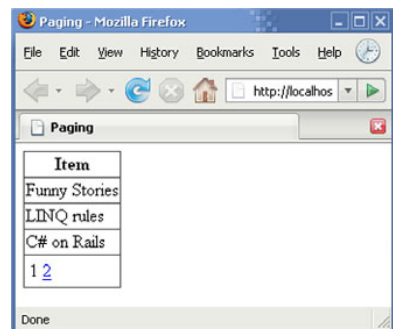 Paging - Mozilla Firefox
File Edit View History Bookmarks Tools Help
http://localhos
Paging
Item
Funny Stories
LINQ rules
C# on Rails
1 2
Done